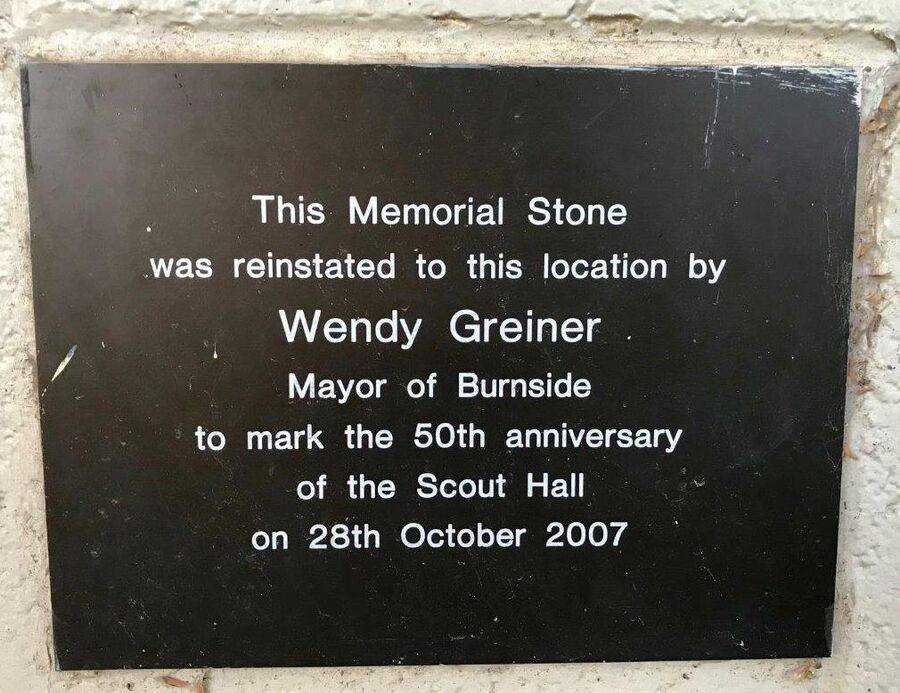 This Memorial Stone
was reinstated to this location by
Wendy Greiner
Mayor of Burnside
to mark the 50th anniversary
of the Scout Hall
on 28th October 2007